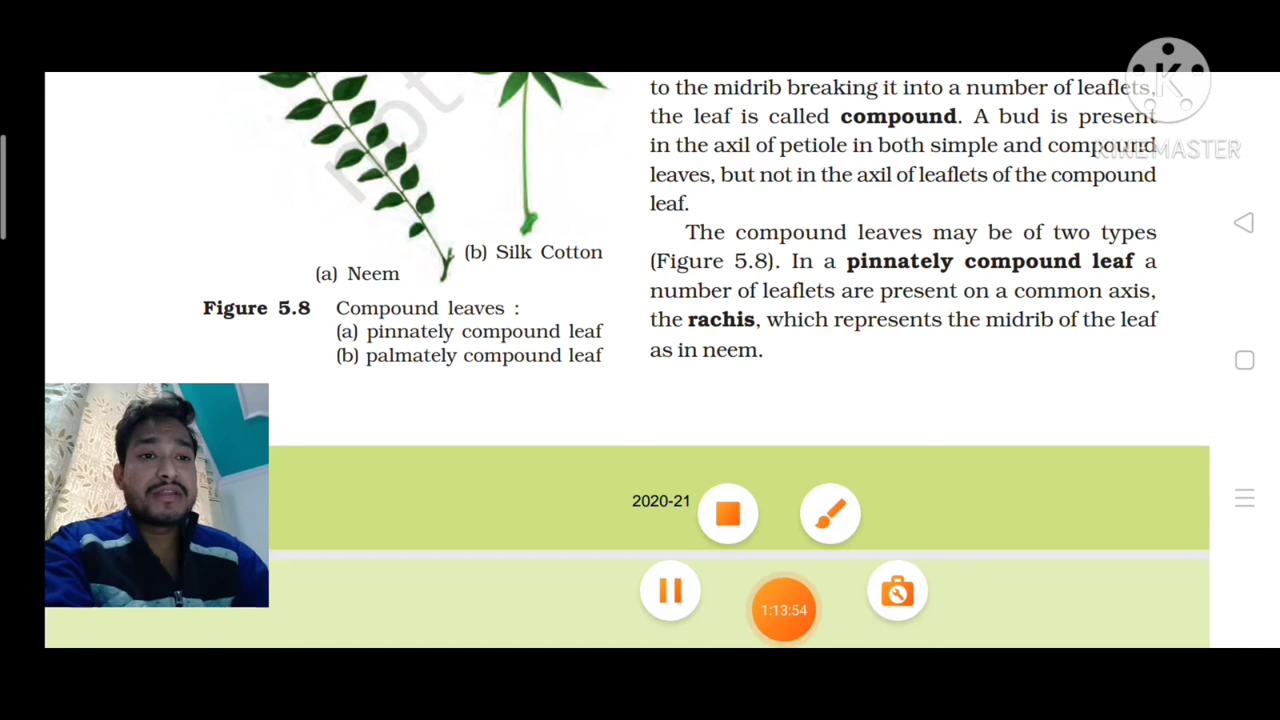 to the midrib breaking it into a number of leaflets,
the leaf is called compound. A bud is present
in the axil of petiole in both simple and compound
leaves, but not in the axil of leaflets of the compound
leaf.
The compound leaves may be of two types
(Figure 5.8). In a pinnately compound leaf a
number of leaflets are present on a common axis,
the rachis, which represents the midrib of the leaf
as in neem.
not
(b) Silk Cotton
(a) Neem
Figure 5.8 Compound leaves :
(a) pinnately compound leaf
(b) palmately compound leaf
K
KINEMASTER
2020-21
1:13:54